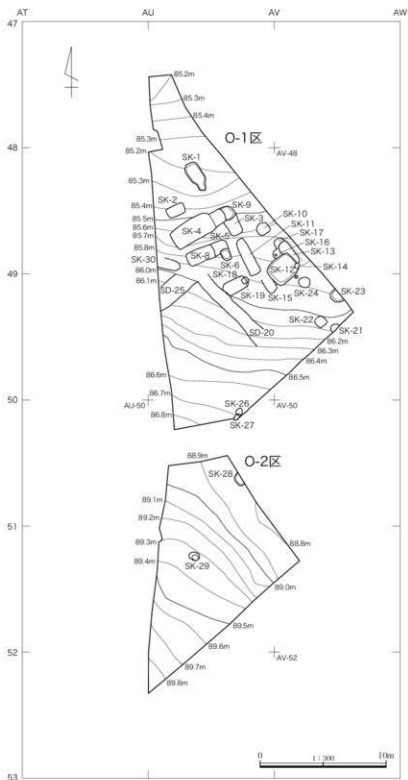 AT
AU
AV
AW
47
85.2m
85.3m
85.4m
O-1区
85.3m
85.2m
48
AV-48
SK-1
85.3m
SK-9
SK-2
SK-10
85.4m
SK-3
SK-11
85.5m
SK-4
SK-17
85.6m
SK-5
SK-16
85.7m
SK-13
85.8m
SK-8
SK-6
SK-12
SK-14
SK-30
86.0m
49
SK-18
SK-24
86.1m
SK-23
SD-25
SK-19
SK-15
SK-22
SK-21
SD-20
86.2m
86.3m
86.4m
86.6m
86.5m
86.7m
SK-26
50
AU-50
AV-50
86.8m
SK-27
88.9m
O-2区
SK-28
89.1m
51
89.2m
89.3m
88.8m
89.4m
SK-29
89.0m
89.5m
89.6m
52
AV-52
89.7m
89.8m
0
10m
1:300
53